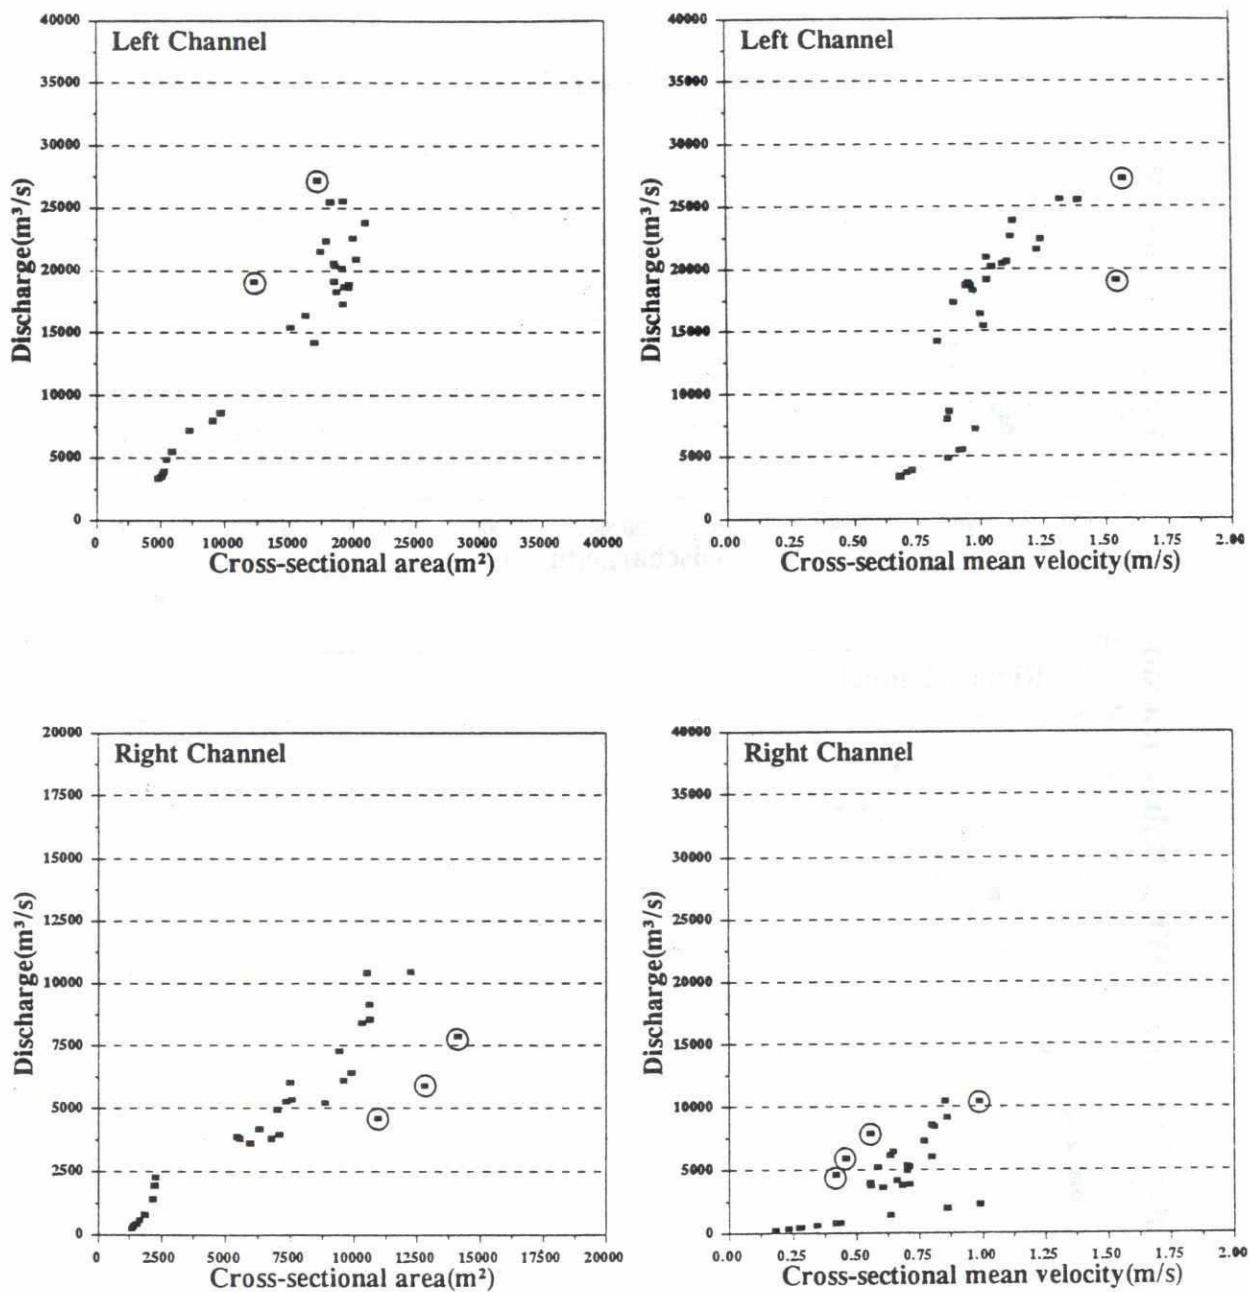 Left Channel
40000
35000
30000
25000
20000
15000
10000
5000
0
Discharge(m³/s)
0 5000 10000 15000 20000 25000 30000 35000 40000
Cross-sectional area(m²)
Left Channel
40000
35000
30000
25000
20000
15000
10000
5000
0
Discharge(m³/s)
0.00 0.25 0.50 0.75 1.00 1.25 1.50 1.75 2.00
Cross-sectional mean velocity(m/s)
Right Channel
20000
17500
15000
12500
10000
7500
5000
2500
0
Discharge(m³/s)
0 2500 5000 7500 10000 12500 15000 17500 20000
Cross-sectional area(m²)
Right Channel
40000
35000
30000
25000
20000
15000
10000
5000
0
Discharge(m³/s)
0.00 0.25 0.50 0.75 1.00 1.25 1.50 1.75 2.00
Cross-sectional mean velocity(m/s)